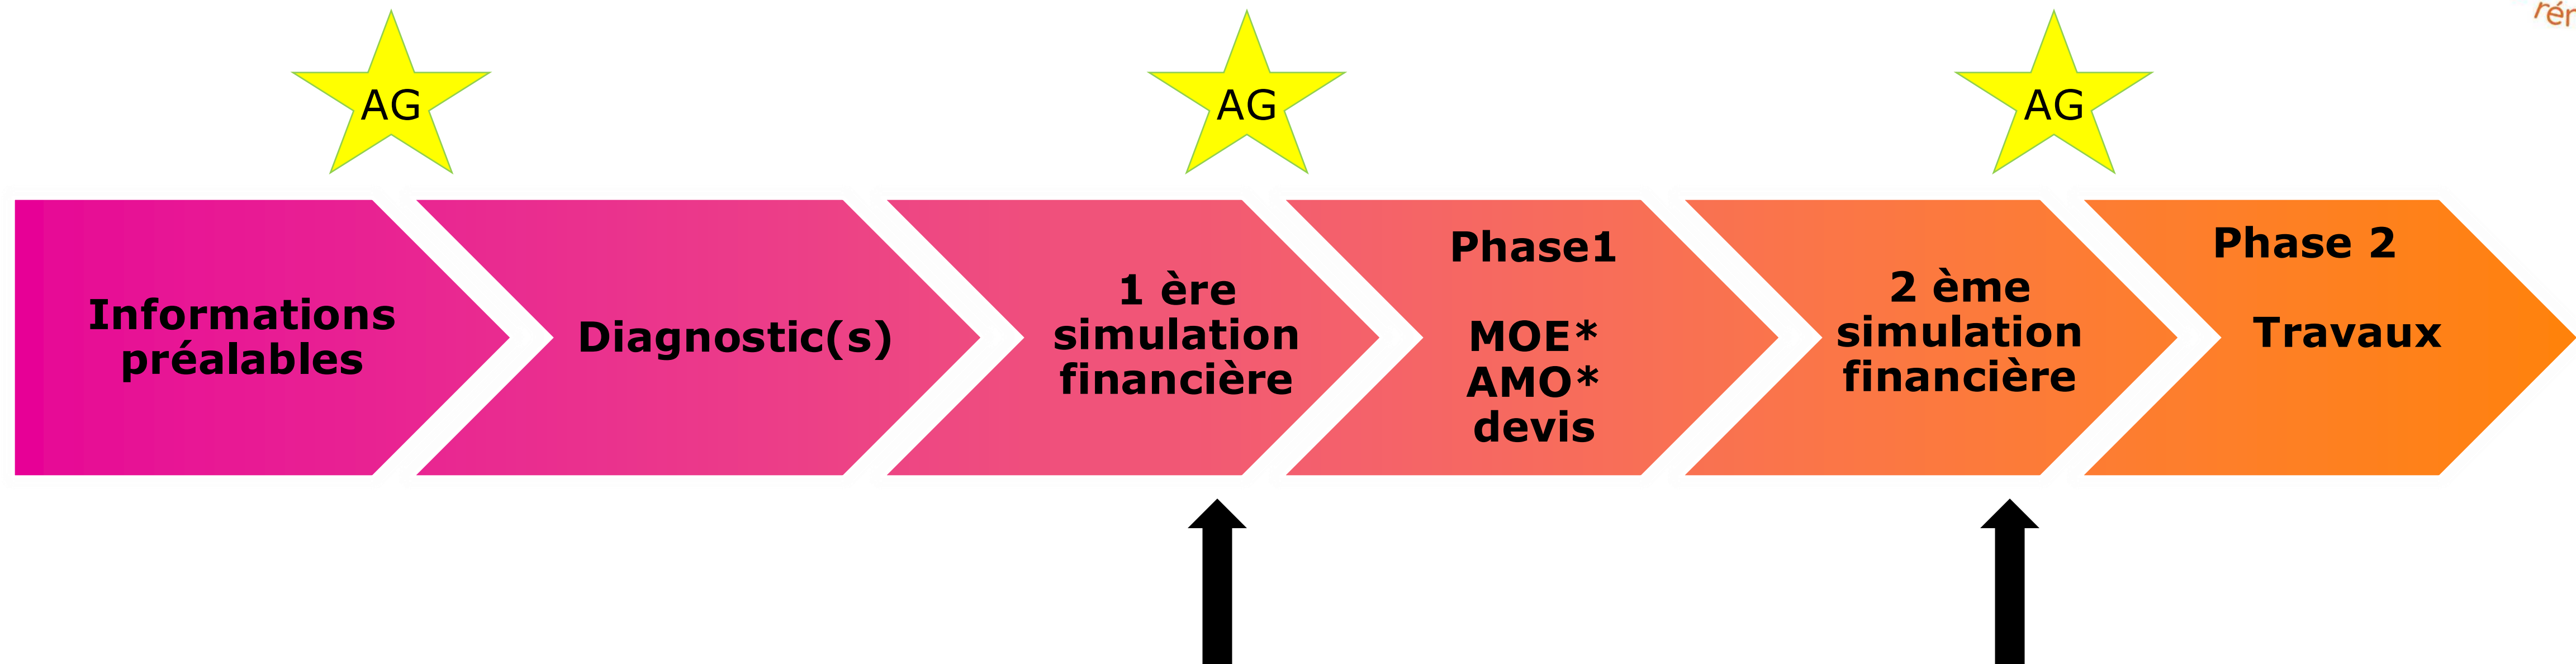 AG
AG
AG
Informations
préalables
Diagnostic(s)
1 ère
simulation
financière
Phase1
MOE*
AMO*
devis
2 ème
simulation
financière
Phase 2
Travaux